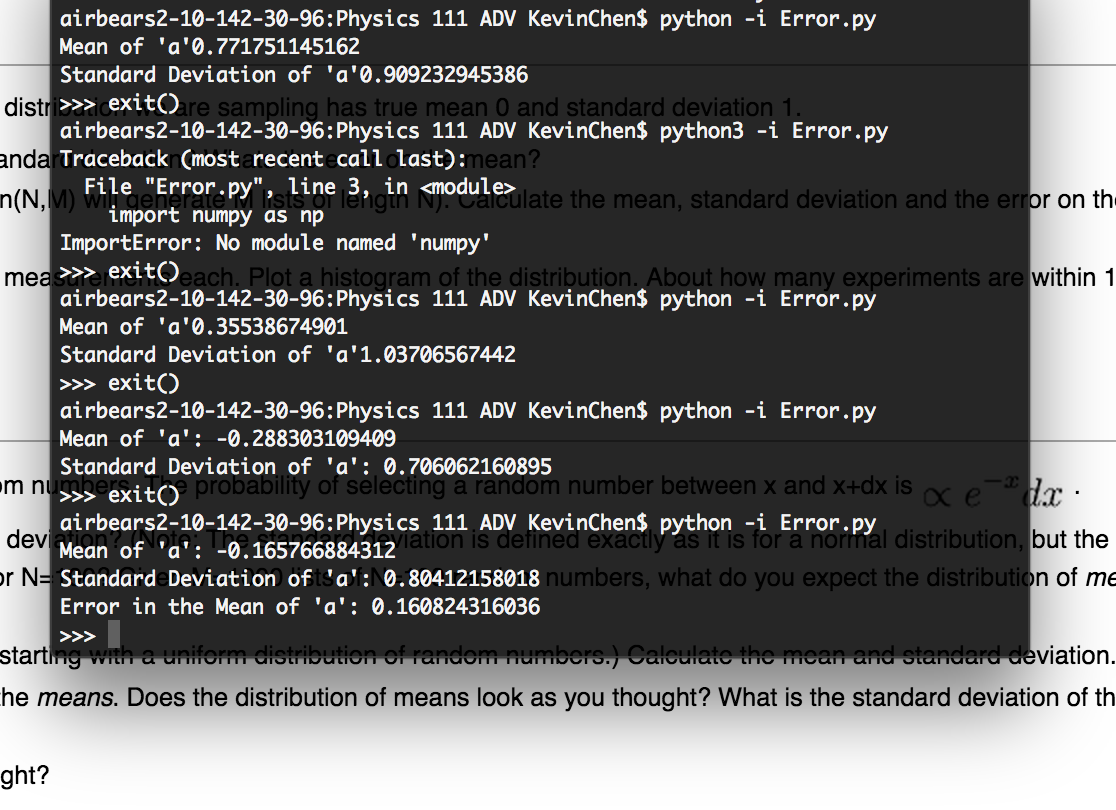 airbears2-10-142-30-96:Physics 111 ADV KevinChen$ python -i Error.py
Mean of 'a'0.771751145162
Standard Deviation of 'a'0.909232945386
>>> exit()
distribution we are sampling has true mean 0 and standard deviation 1.
airbears2-10-142-30-96:Physics 111 ADV KevinChen$ python3 -i Error.py
Traceback (most recent call last):
mean?
File "Error.py", line 3, in <module>
n(N,M) will generate M lists of length N). Calculate the mean, standard deviation and the error on the
import numpy as np
ImportError: No module named 'numpy'
>>> exit()
measurements each. Plot a histogram of the distribution. About how many experiments are within 1
airbears2-10-142-30-96:Physics 111 ADV KevinChen$ python -i Error.py
Mean of 'a'0.35538674901
Standard Deviation of 'a'1.03706567442
>>> exit()
airbears2-10-142-30-96:Physics 111 ADV KevinChen$ python -i Error.py
Mean of 'a': -0.288303109409
Standard Deviation of 'a': 0.706062160895
>>> exit()
om numbers. The probability of selecting a random number between x and x+dx is ∝ e^{-x}dx .
airbears2-10-142-30-96:Physics 111 ADV KevinChen$ python -i Error.py
deviation? (Note: The standard deviation is defined exactly as it is for a normal distribution, but the
Mean of 'a': -0.165766884312
Standard Deviation of 'a': 0.80412158018
or N= numbers, what do you expect the distribution of me
Error in the Mean of 'a': 0.160824316036
>>>
starting with a uniform distribution of random numbers.) Calculate the mean and standard deviation.
the means. Does the distribution of means look as you thought? What is the standard deviation of th
ght?